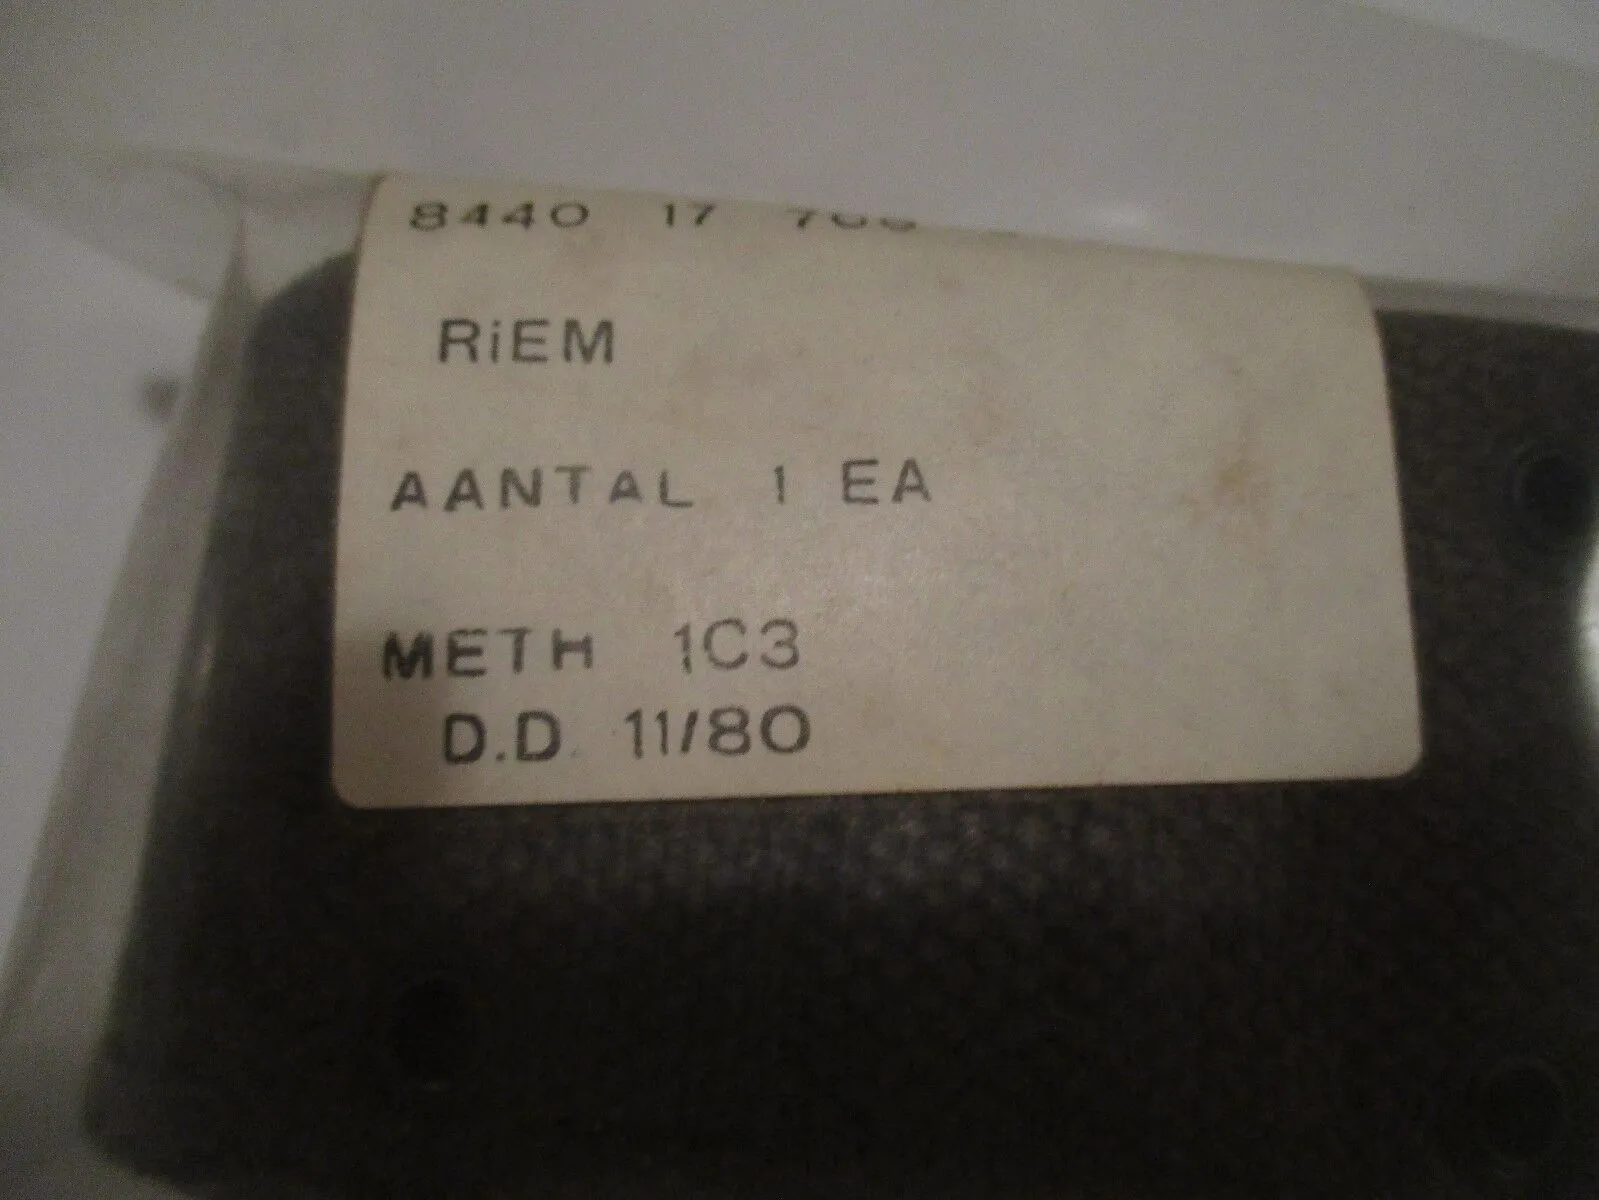 8440 17
RiEM
AANTAL 1 EA
METH 1C3
D.D. 11/80